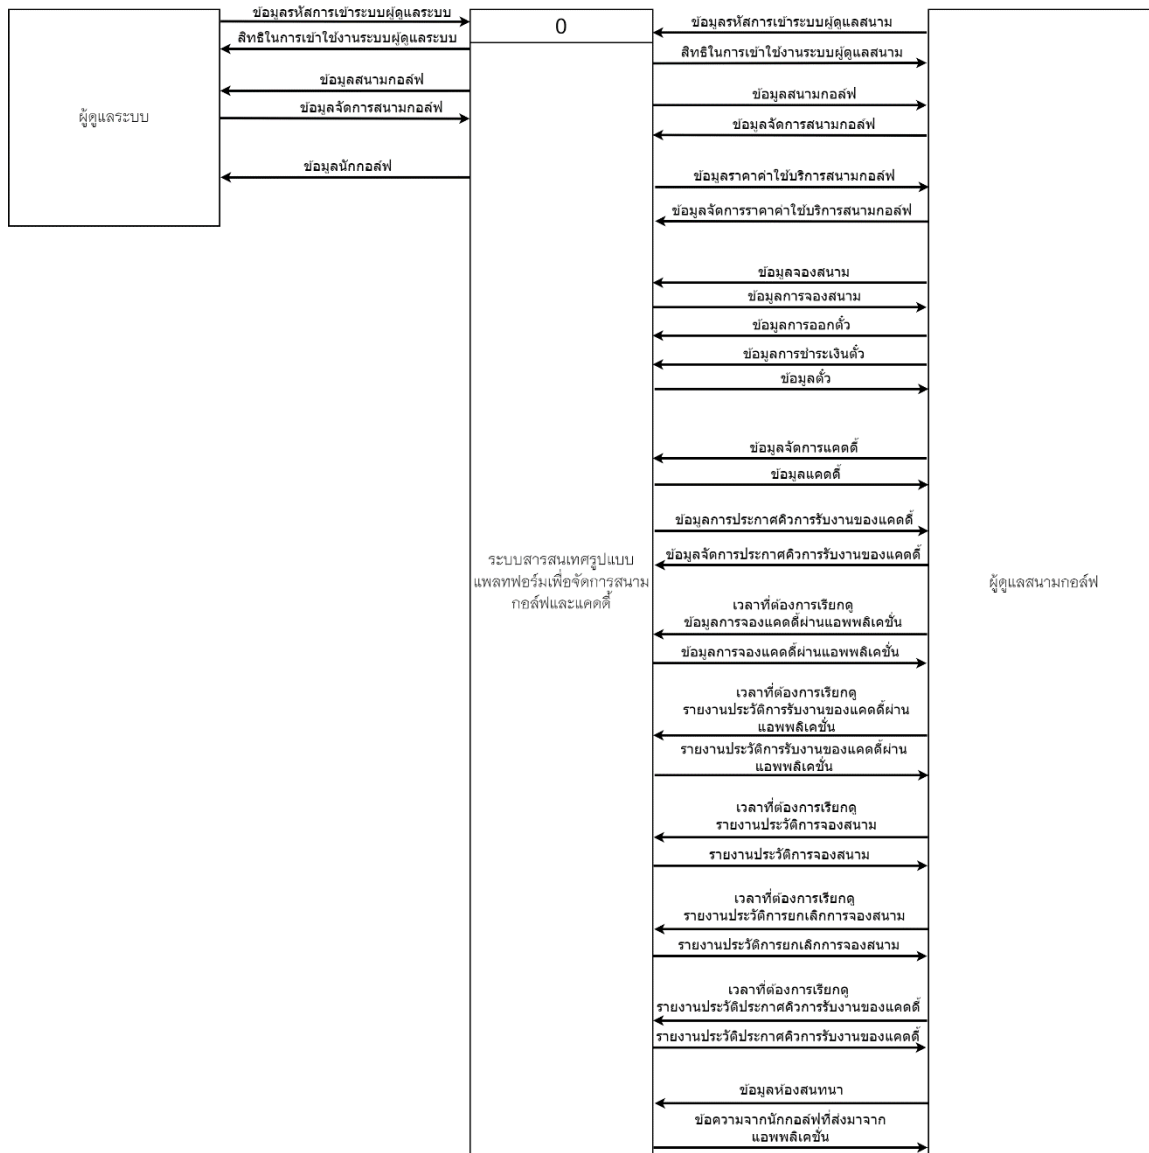 ข้อมูลรหัสการเข้าระบบผู้ดูแลระบบ
สิทธิในการเข้าใช้งานระบบผู้ดูแลระบบ
ข้อมูลสนามกอล์ฟ
ข้อมูลจัดการสนามกอล์ฟ
ผู้ดูแลระบบ
ข้อมูลนักกอล์ฟ
0
ระบบสารสนเทศรูปแบบ
แพลทฟอร์มเพื่อจัดการสนาม
กอล์ฟและแคดดี้
ข้อมูลรหัสการเข้าระบบผู้ดูแลสนาม
สิทธิในการเข้าใช้งานระบบผู้ดูแลสนาม
ข้อมูลสนามกอล์ฟ
ข้อมูลจัดการสนามกอล์ฟ
ข้อมูลราคาค่าใช้บริการสนามกอล์ฟ
ข้อมูลจัดการราคาค่าใช้บริการสนามกอล์ฟ
ข้อมูลจองสนาม
ข้อมูลการจองสนาม
ข้อมูลการออกตั๋ว
ข้อมูลการชำระเงินตั๋ว
ข้อมูลตั๋ว
ข้อมูลจัดการแคดดี้
ข้อมูลแคดดี้
ข้อมูลการประกาศคิวการรับงานของแคดดี้
ข้อมูลจัดการประกาศคิวการรับงานของแคดดี้
เวลาที่ต้องการเรียกดู
ข้อมูลการจองแคดดี้ผ่านแอพพลิเคชั่น
ข้อมูลการจองแคดดี้ผ่านแอพพลิเคชั่น
เวลาที่ต้องการเรียกดู
รายงานประวัติการรับงานของแคดดี้ผ่าน
แอพพลิเคชั่น
รายงานประวัติการรับงานของแคดดี้ผ่าน
แอพพลิเคชั่น
เวลาที่ต้องการเรียกดู
รายงานประวัติการจองสนาม
รายงานประวัติการจองสนาม
เวลาที่ต้องการเรียกดู
รายงานประวัติการยกเลิกการจองสนาม
รายงานประวัติการยกเลิกการจองสนาม
เวลาที่ต้องการเรียกดู
รายงานประวัติประกาศคิวการรับงานของแคดดี้
รายงานประวัติประกาศคิวการรับงานของแคดดี้
ข้อมูลห้องสนทนา
ข้อความจากนักกอล์ฟที่ส่งมาจาก
แอพพลิเคชั่น
ผู้ดูแลสนามกอล์ฟ